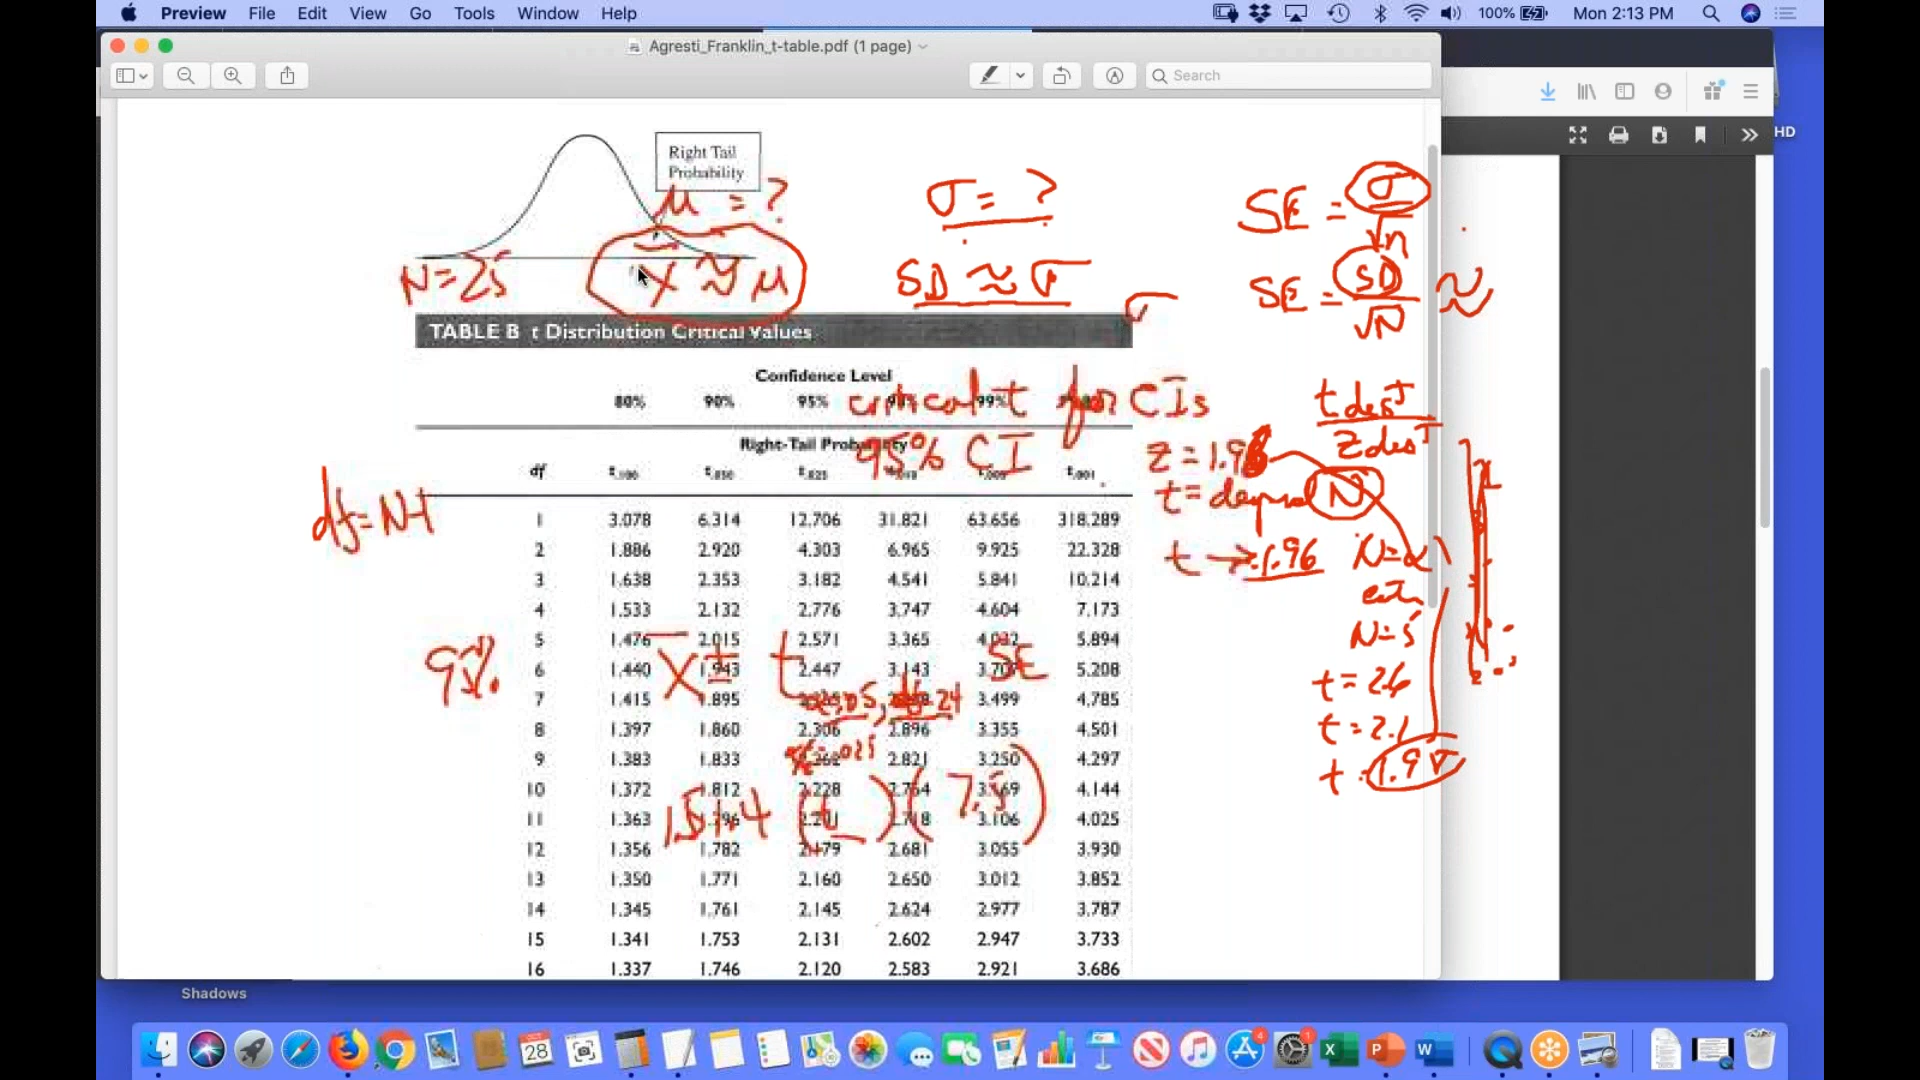 Preview File Edit View Go Tools Window Help 100% Mon 2:13 PM
Agresti_Franklin_t-table.pdf (1 page)
Search
HD
Right Tail
Probability
μ = ?
σ = ?
SE = σ/√n
N=25
X̄ ≈ μ
SD ≈ σ
SE = SD/√N ≈
σ
TABLE B t Distribution Critical Values
Confidence Level
80% 90% 95% 99%
critical t for CIs
t dist
z dist
Right-Tail Probability
95% CI
z = 1.96
df t.100 t.050 t.025 t.005 t.001
t = depend N
df = N-1
1 3.078 6.314 12.706 31.821 63.656 318.289
2 1.886 2.920 4.303 6.965 9.925 22.328
t → 1.96
3 1.638 2.353 3.182 4.541 5.841 10.214
4 1.533 2.132 2.776 3.747 4.604 7.173
5 1.476 2.015 2.571 3.365 4.032 5.894
N=5
6 1.440 1.943 2.447 3.143 3.707 5.208
95% X̄ ± t SE
t = 2.6
7 1.415 1.895 3.499 4.785
.05, df=24
8 1.397 1.860 2.306 2.896 3.355 4.501
t = 2.1
9 1.383 1.833 2.262 2.821 3.250 4.297
.025
t =
10 1.372 1.812 2.228 2.764 3.169 4.144
151.4 (t )( 7.5 )
11 1.363 1.796 2.201 2.718 3.106 4.025
12 1.356 1.782 2.179 2.681 3.055 3.930
13 1.350 1.771 2.160 2.650 3.012 3.852
14 1.345 1.761 2.145 2.624 2.977 3.787
15 1.341 1.753 2.131 2.602 2.947 3.733
16 1.337 1.746 2.120 2.583 2.921 3.686
Shadows
OCT
28